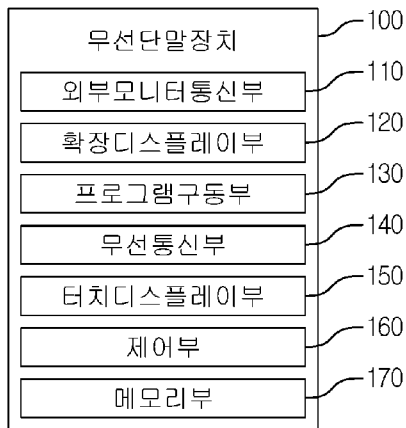 무선단말장치 100
외부모니터통신부 110
확장디스플레이부 120
프로그램구동부 130
무선통신부 140
터치디스플레이부 150
제어부 160
메모리부 170